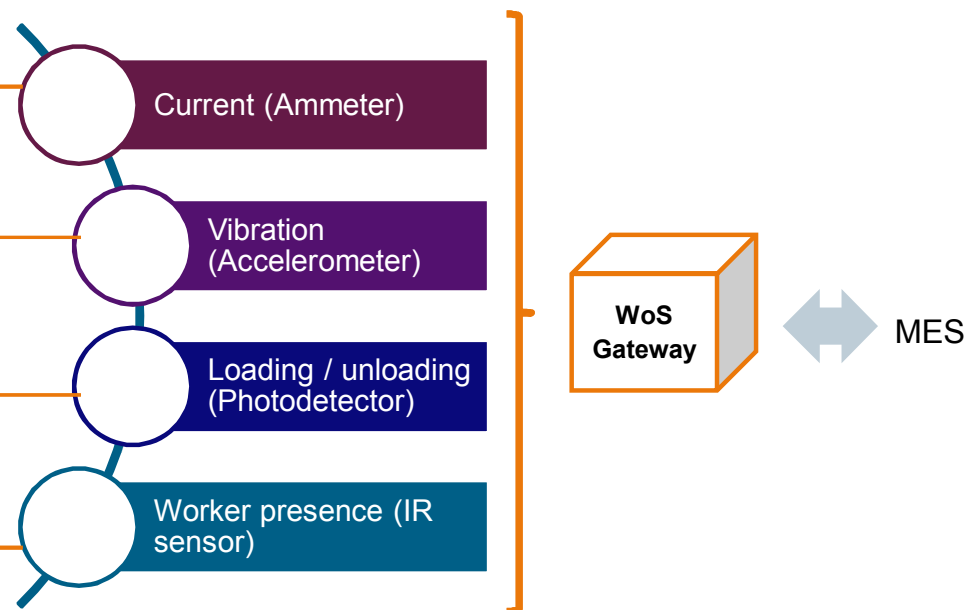 Current (Ammeter)
Vibration
(Accelerometer)
Loading / unloading
(Photodetector)
Worker presence (IR
sensor)
WoS
Gateway
MES